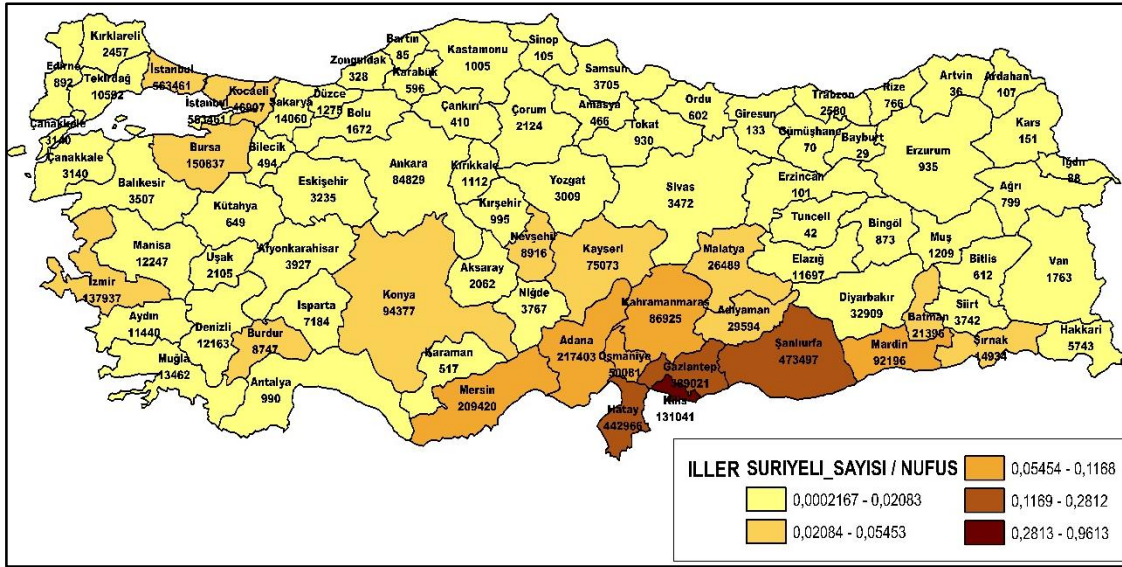 Kırklareli
2457
Edirne
892
Tekirdağ
10592
İstanbul
563461
Kocaeli
İstanbul
563461
Sakarya
14060
Düzce
1275
Zonguldak
328
Bartın
85
Karabük
596
Kastamonu
1005
Sinop
105
Samsun
3705
Çankırı
410
Çorum
2124
Amasya
466
Tokat
930
Ordu
602
Giresun
133
Trabzon
2580
Rize
766
Artvin
36
Ardahan
107
Kars
151
Gümüşhane
70
Bayburt
29
Erzurum
935
Iğdır
88
Ağrı
799
Çanakkale
3140
Çanakkale
3140
Bursa
150837
Bilecik
494
Bolu
1672
Balıkesir
3507
Kütahya
649
Eskişehir
3235
Ankara
84829
Kırıkkale
1112
Kırşehir
995
Yozgat
3009
Sivas
3472
Erzincan
101
Tunceli
42
Bingöl
873
Muş
1209
Bitlis
612
Van
1763
Manisa
12247
Uşak
2105
Afyonkarahisar
3927
İzmir
137937
Aydın
11440
Denizli
12163
Isparta
7184
Burdur
8747
Muğla
13462
Antalya
990
Konya
94377
Aksaray
2062
Nevşehir
8916
Kayseri
75073
Niğde
3767
Karaman
517
Mersin
209420
Adana
217403
Osmaniye
50081
Kahramanmaraş
86925
Malatya
26489
Elazığ
11697
Adıyaman
29594
Diyarbakır
32909
Batman
21396
Siirt
3742
Şırnak
14934
Hakkari
5743
Mardin
92196
Şanlıurfa
473497
Gaziantep
Kilis
131041
Hatay
442966
ILLER SURIYELI_SAYISI / NUFUS
0,0002167 - 0,02083
0,02084 - 0,05453
0,05454 - 0,1168
0,1169 - 0,2812
0,2813 - 0,9613